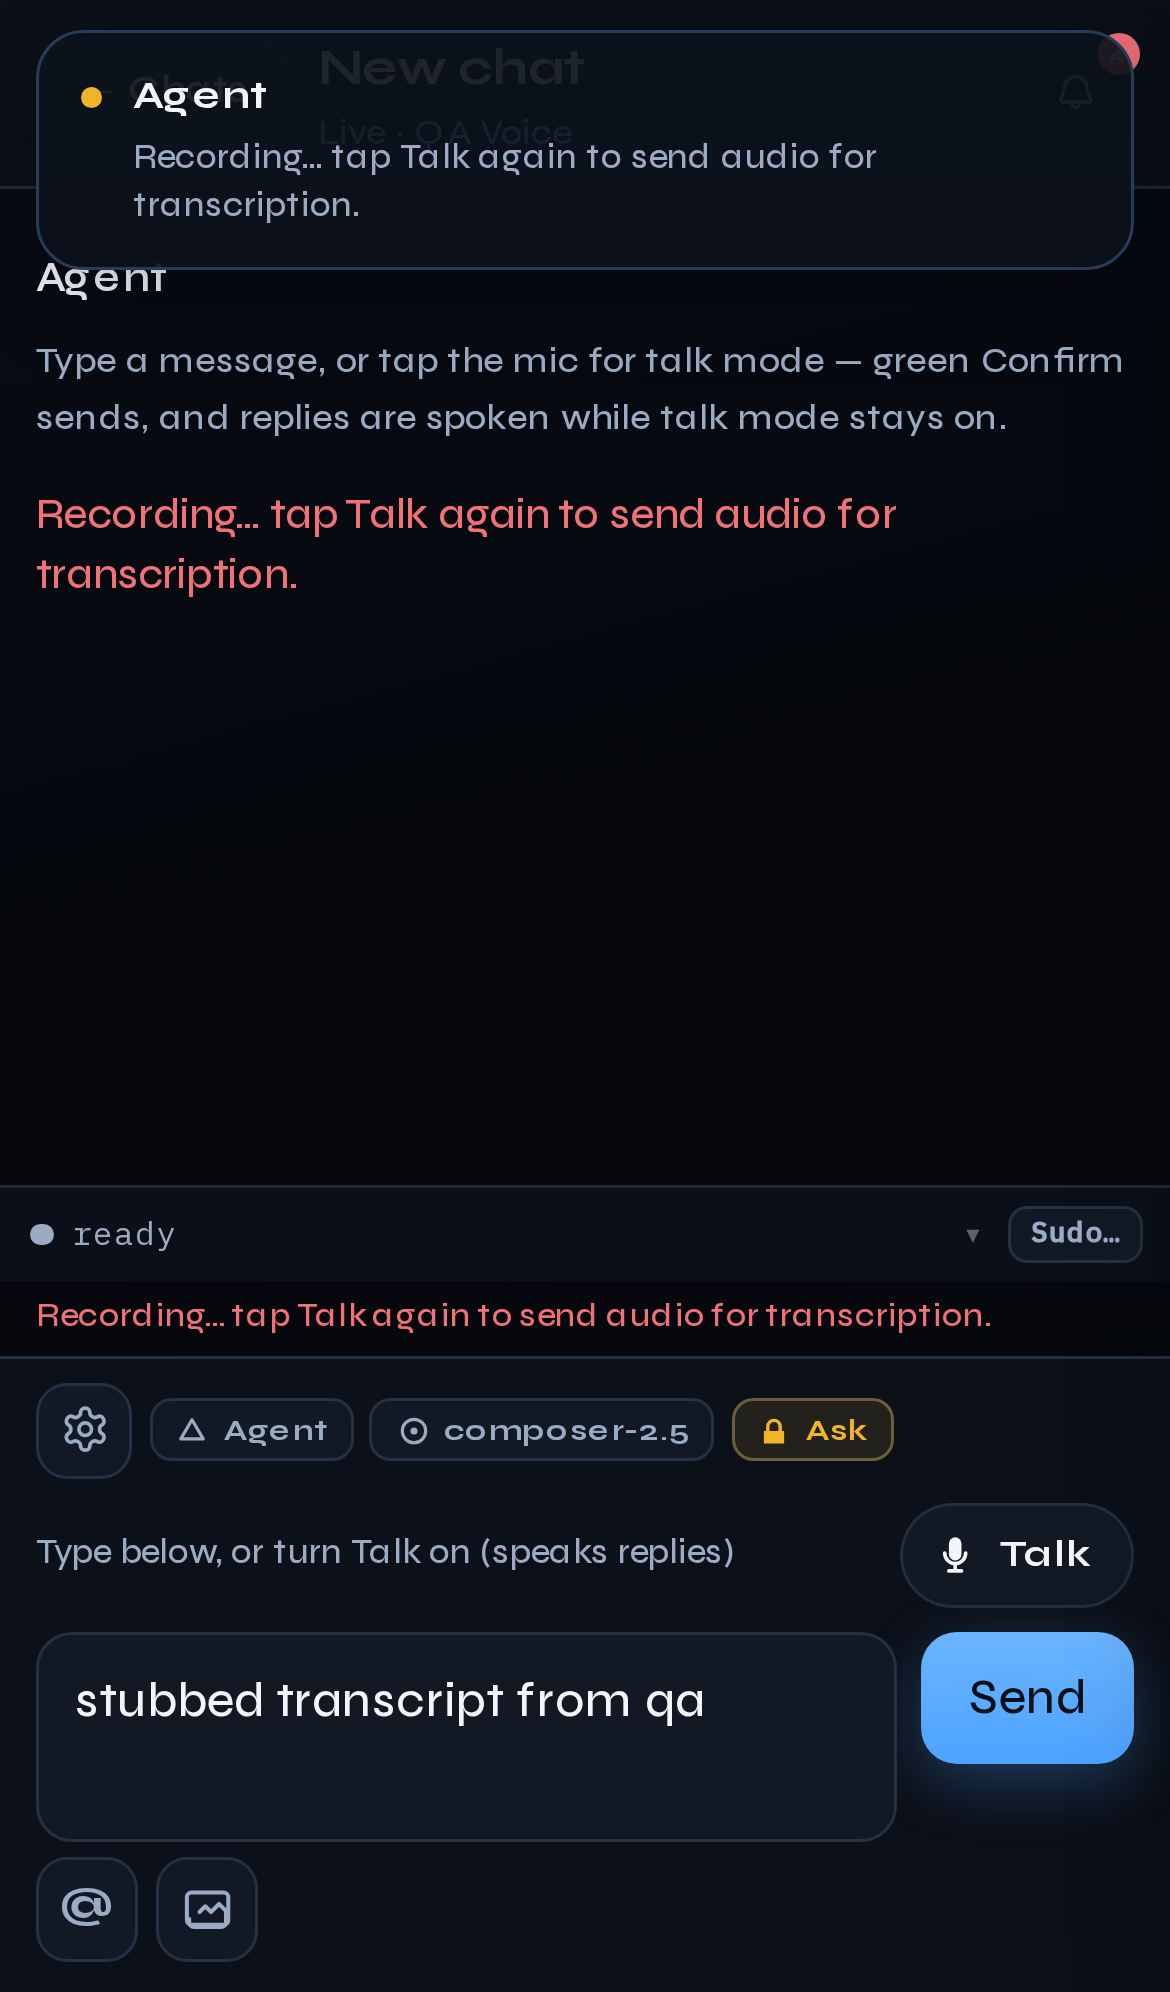 New chat
Agent
Live · QA Voice
Recording... tap Talk again to send audio for
transcription.
Agent
Type a message, or tap the mic for talk mode — green Confirm
sends, and replies are spoken while talk mode stays on.
Recording... tap Talk again to send audio for
transcription.
ready
▾
Sudo...
Recording... tap Talk again to send audio for transcription.
Agent
composer-2.5
Ask
Type below, or turn Talk on (speaks replies)
Talk
stubbed transcript from qa
Send
@